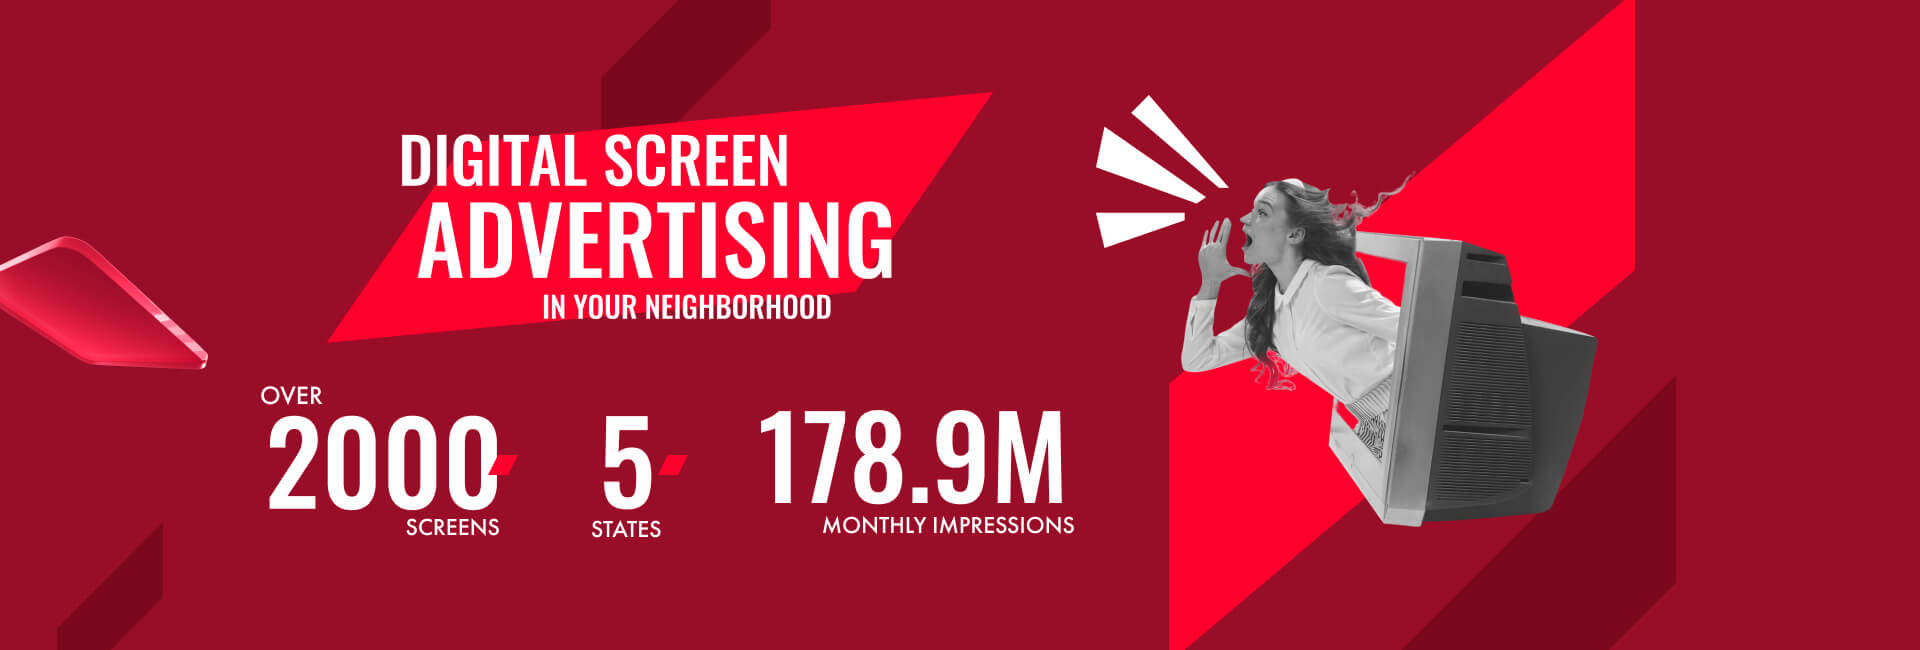 DIGITAL SCREEN
ADVERTISING
IN YOUR NEIGHBORHOOD
OVER
2000
SCREENS
5
STATES
178.9M
MONTHLY IMPRESSIONS